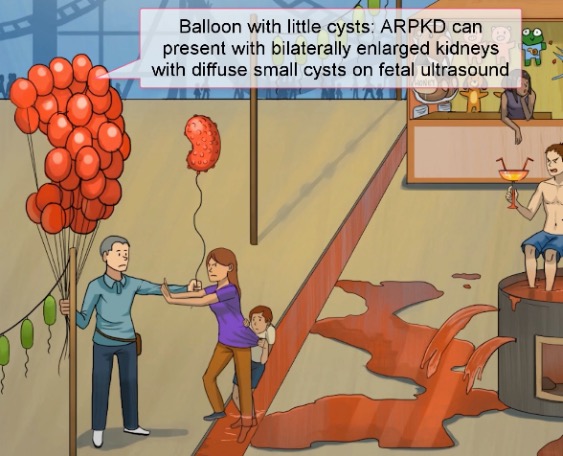 Balloon with little cysts: ARPKD can
present with bilaterally enlarged kidneys
with diffuse small cysts on fetal ultrasound